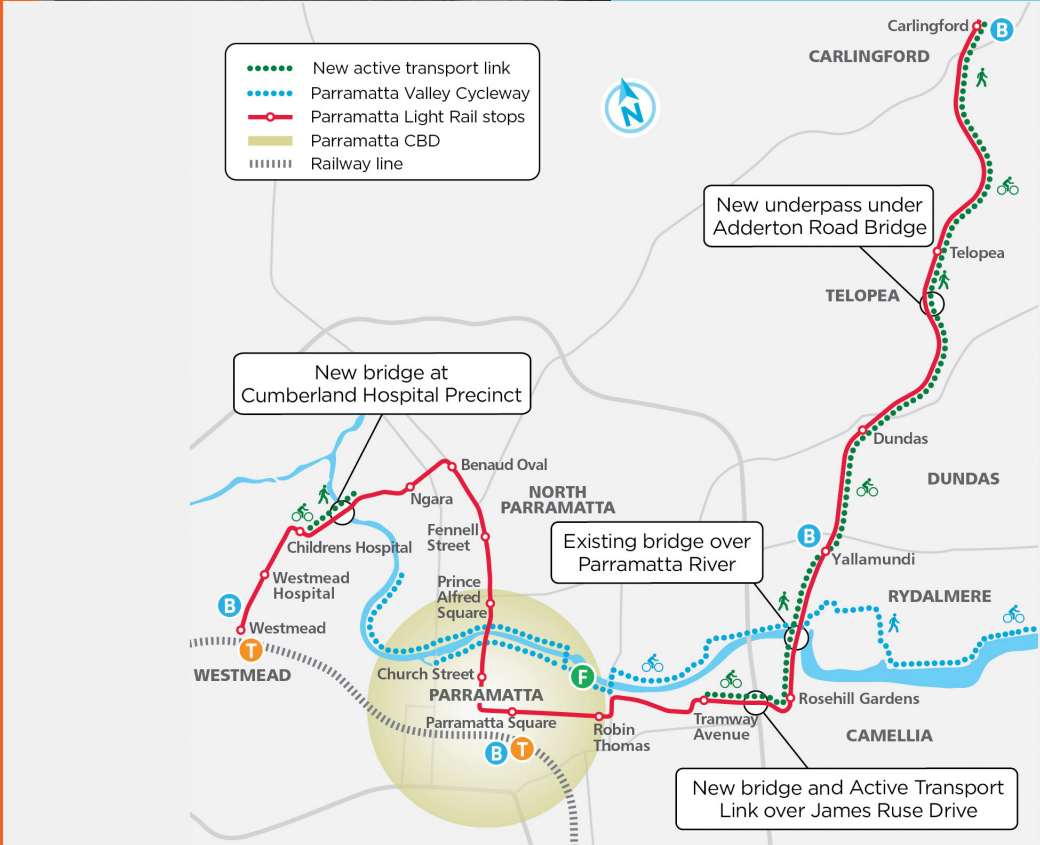 Carlingford
B
CARLINGFORD
New active transport link
Parramatta Valley Cycleway
Parramatta Light Rail stops
Parramatta CBD
Railway line
N
New underpass under
Adderton Road Bridge
Telopea
TELOPEA
New bridge at
Cumberland Hospital Precinct
Dundas
DUNDAS
Benaud Oval
Ngara
NORTH
PARRAMATTA
Fennell
Street
Childrens Hospital
Existing bridge over
Parramatta River
B
Yallamundi
Westmead
Hospital
Prince
Alfred
Square
RYDALMERE
B
Westmead
T
WESTMEAD
Church Street
F
PARRAMATTA
Parramatta Square
B
T
Robin
Thomas
Tramway
Avenue
Rosehill Gardens
CAMELLIA
New bridge and Active Transport
Link over James Ruse Drive